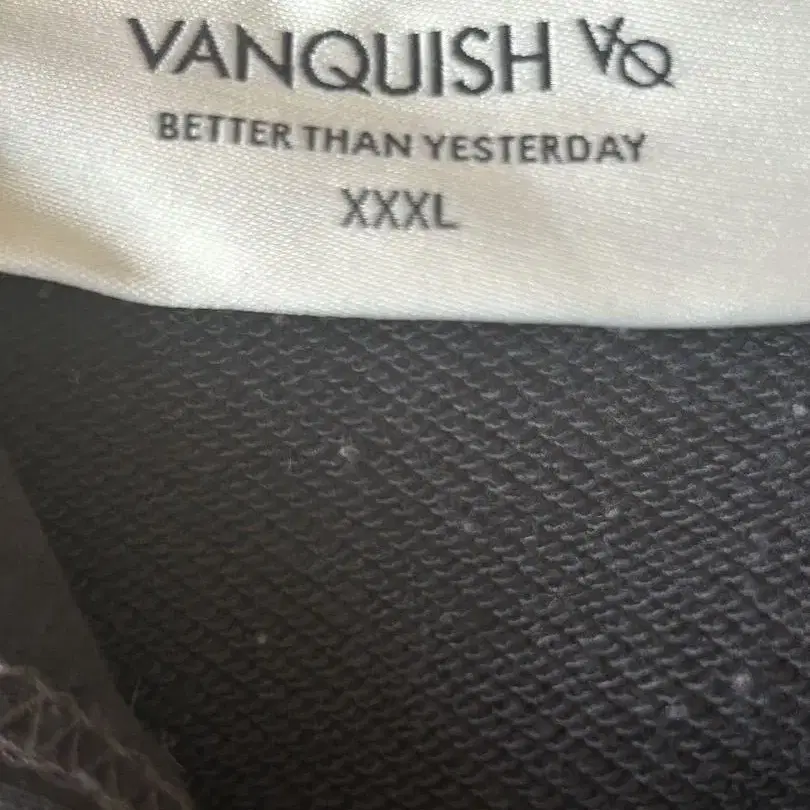 VANQUISH VQ
BETTER THAN YESTERDAY
XXXL